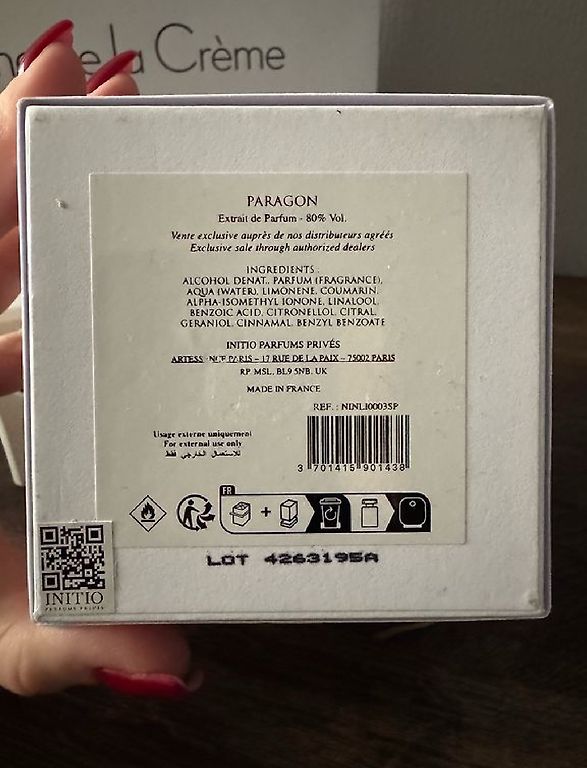 la Crème
PARAGON
Extrait de Parfum - 80% Vol.
Vente exclusive auprès de nos distributeurs agréés
Exclusive sale through authorized dealers
INGREDIENTS :
ALCOHOL DENAT., PARFUM (FRAGRANCE),
AQUA (WATER), LIMONENE, COUMARIN,
ALPHA-ISOMETHYL IONONE, LINALOOL,
BENZOIC ACID, CITRONELLOL, CITRAL,
GERANIOL, CINNAMAL, BENZYL BENZOATE
INITIO PARFUMS PRIVÉS
PARIS – 17 RUE DE LA PAIX – 75002 PARIS
RP MSL, BL9 5NB, UK
MADE IN FRANCE
REF. : NINLI0003SP
Usage externe uniquement
For external use only
للاستعمال الخارجي فقط
3 701415 901438
FR
+
LOT 4263195A
INITIO
PARFUMS PRIVÉS